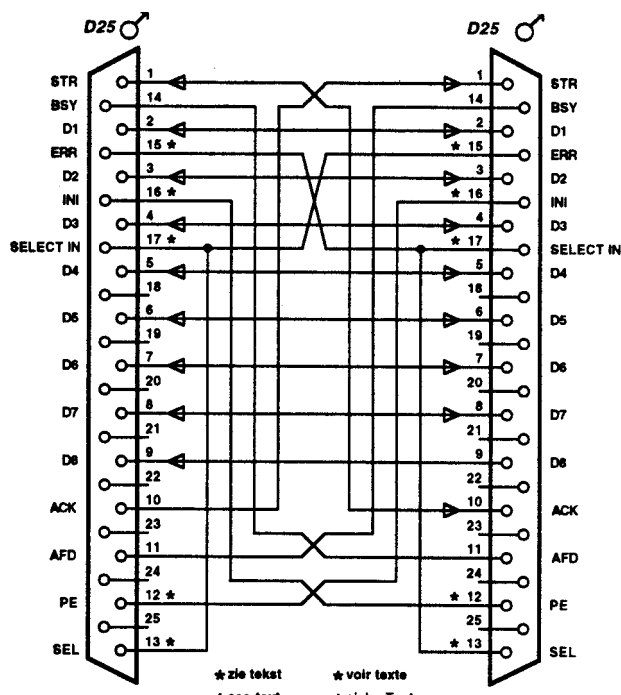 D25 D25
STR 1 1 STR
BSY 14 14 BSY
D1 2 2 D1
ERR 15 * * 15 ERR
D2 3 3 D2
INI 16 * * 16 INI
D3 4 4 D3
SELECT IN 17 * * 17 SELECT IN
D4 5 5 D4
18 18
D5 6 6 D5
19 19
D6 7 7 D6
20 20
D7 8 8 D7
21 21
D8 9 9 D8
22 22
ACK 10 10 ACK
23 23
AFD 11 11 AFD
24 24
PE 12 * * 12 PE
25 25
SEL 13 * * 13 SEL
* zie tekst * voir texte